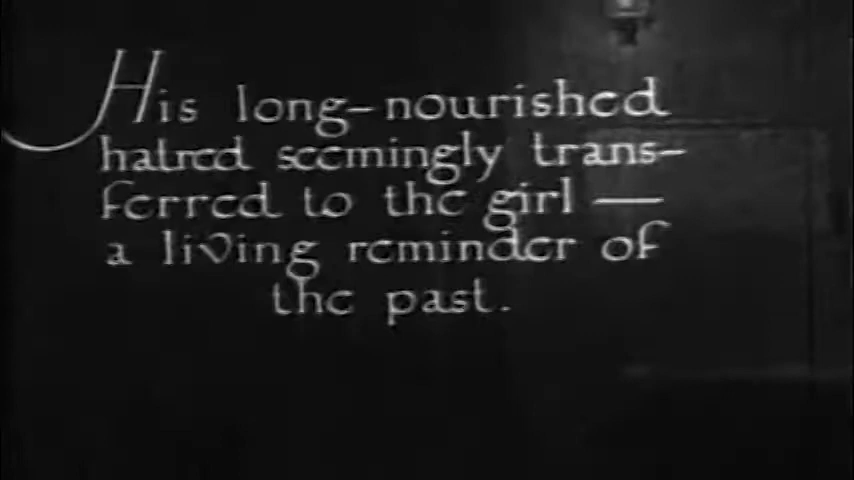 His long-nourished
hatred seemingly trans-
ferred to the girl —
a living reminder of
the past.